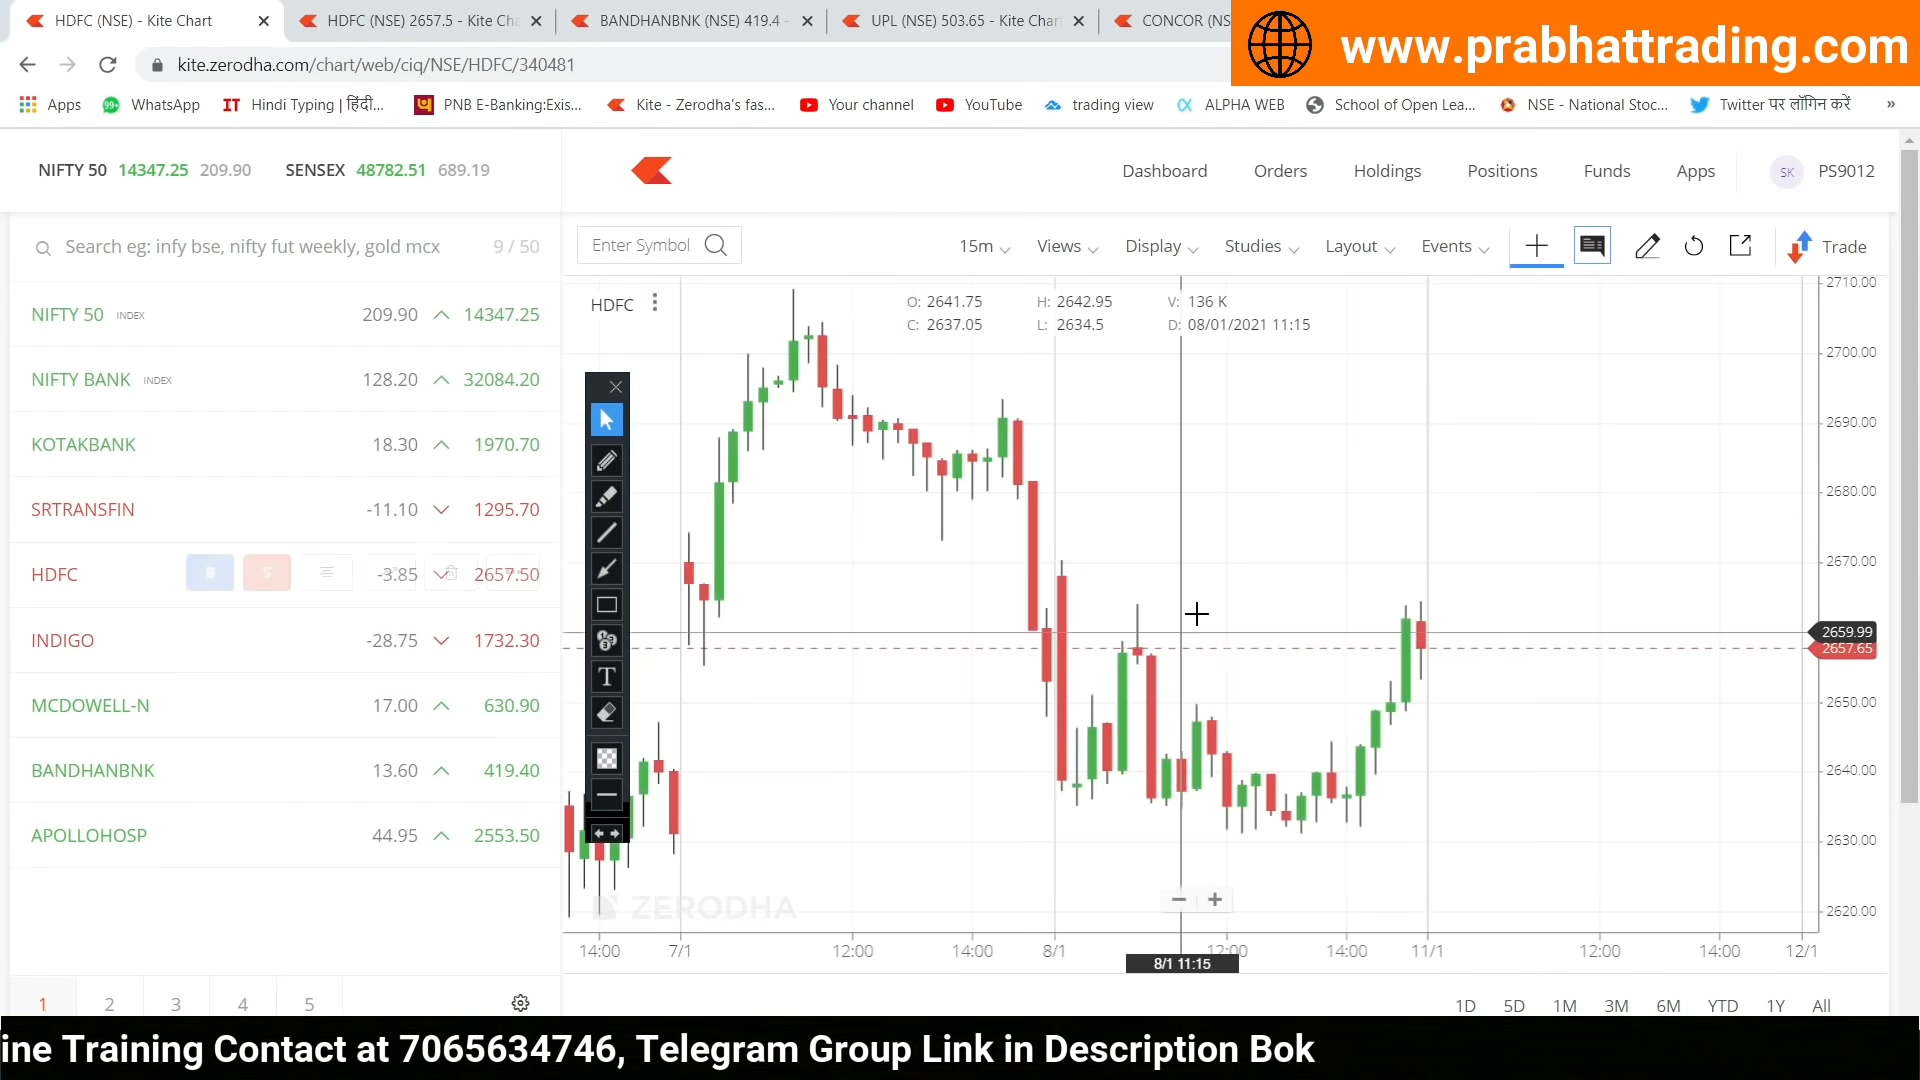 HDFC (NSE) - Kite Chart
HDFC (NSE) 2657.5 - Kite Cha
BANDHANBNK (NSE) 419.4 -
UPL (NSE) 503.65 - Kite Char
CONCOR (NS
www.prabhattrading.com
kite.zerodha.com/chart/web/ciq/NSE/HDFC/340481
Apps
99+
WhatsApp
IT
Hindi Typing | हिंदी...
PNB E-Banking:Exis...
Kite - Zerodha's fas...
Your channel
YouTube
trading view
ALPHA WEB
School of Open Lea...
NSE - National Stoc...
Twitter पर लॉगिन करें
»
NIFTY 50 14347.25 209.90
SENSEX 48782.51 689.19
Dashboard
Orders
Holdings
Positions
Funds
Apps
SK
PS9012
Search eg: infy bse, nifty fut weekly, gold mcx
9 / 50
Enter Symbol
15m
Views
Display
Studies
Layout
Events
Trade
NIFTY 50 INDEX 209.90 14347.25
NIFTY BANK INDEX 128.20 32084.20
KOTAKBANK 18.30 1970.70
SRTRANSFIN -11.10 1295.70
HDFC B S -3.85 2657.50
INDIGO -28.75 1732.30
MCDOWELL-N 17.00 630.90
BANDHANBNK 13.60 419.40
APOLLOHOSP 44.95 2553.50
HDFC
O: 2641.75 H: 2642.95 V: 136 K
C: 2637.05 L: 2634.5 D: 08/01/2021 11:15
T
2710.00
2700.00
2690.00
2680.00
2670.00
2659.99
2657.65
2650.00
2640.00
2630.00
2620.00
ZERODHA
14:00 7/1 12:00 14:00 8/1 12:00 14:00 11/1 12:00 14:00 12/1
8/1 11:15
1 2 3 4 5
1D 5D 1M 3M 6M YTD 1Y All
ine Training Contact at 7065634746, Telegram Group Link in Description Bok